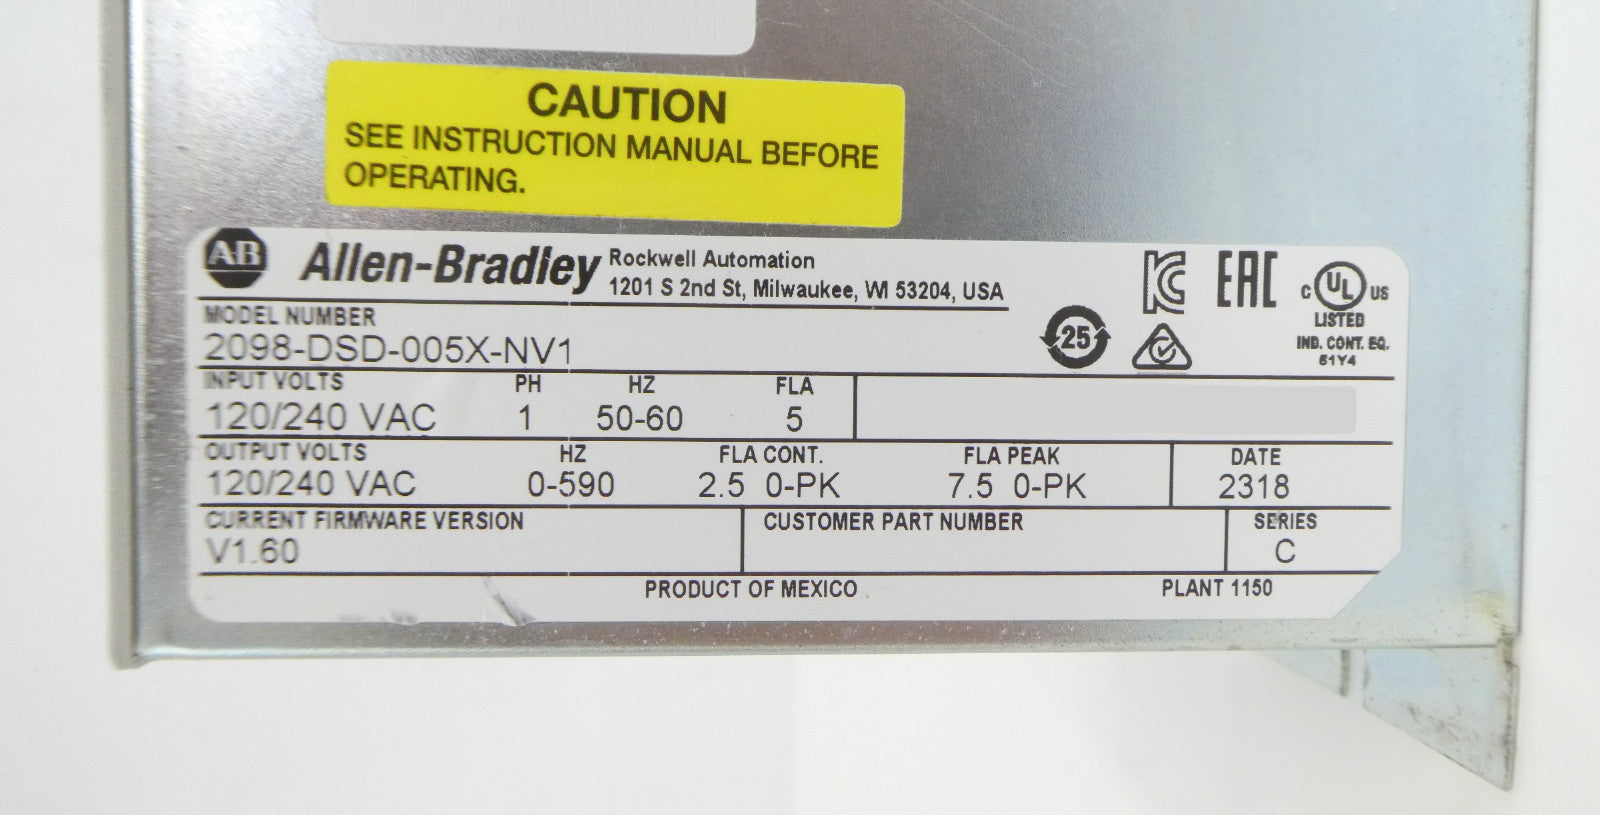 CAUTION
SEE INSTRUCTION MANUAL BEFORE
OPERATING.
AB Allen-Bradley Rockwell Automation
1201 S 2nd St, Milwaukee, WI 53204, USA
KC EAC C UL US
LISTED
IND. CONT. EQ.
61Y4
25
MODEL NUMBER
2098-DSD-005X-NV1
INPUT VOLTS PH HZ FLA
120/240 VAC 1 50-60 5
OUTPUT VOLTS HZ FLA CONT. FLA PEAK DATE
120/240 VAC 0-590 2.5 0-PK 7.5 0-PK 2318
CURRENT FIRMWARE VERSION CUSTOMER PART NUMBER SERIES
V1.60 C
PRODUCT OF MEXICO PLANT 1150